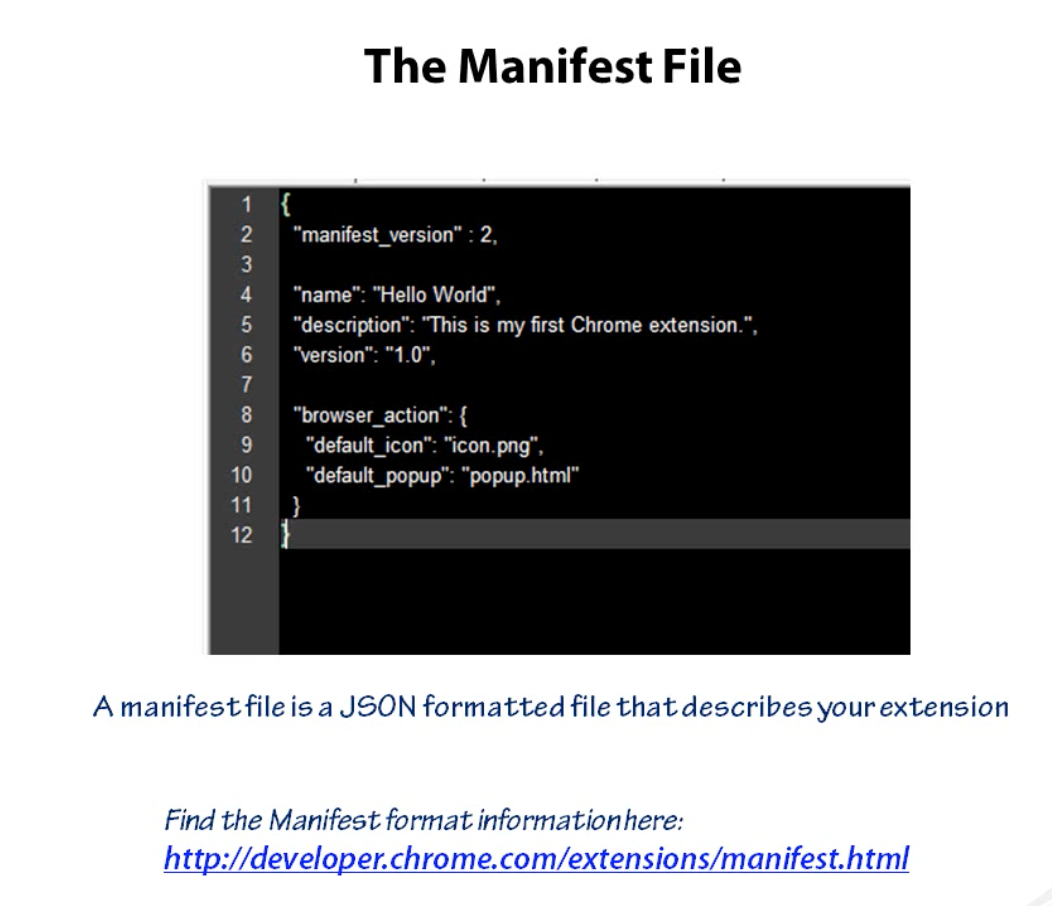 The Manifest File
1 {
2 "manifest_version" : 2,
3
4 "name": "Hello World",
5 "description": "This is my first Chrome extension.",
6 "version": "1.0",
7
8 "browser_action": {
9 "default_icon": "icon.png",
10 "default_popup": "popup.html"
11 }
12 }
A manifest file is a JSON formatted file that describes your extension
Find the Manifest format information here:
http://developer.chrome.com/extensions/manifest.html